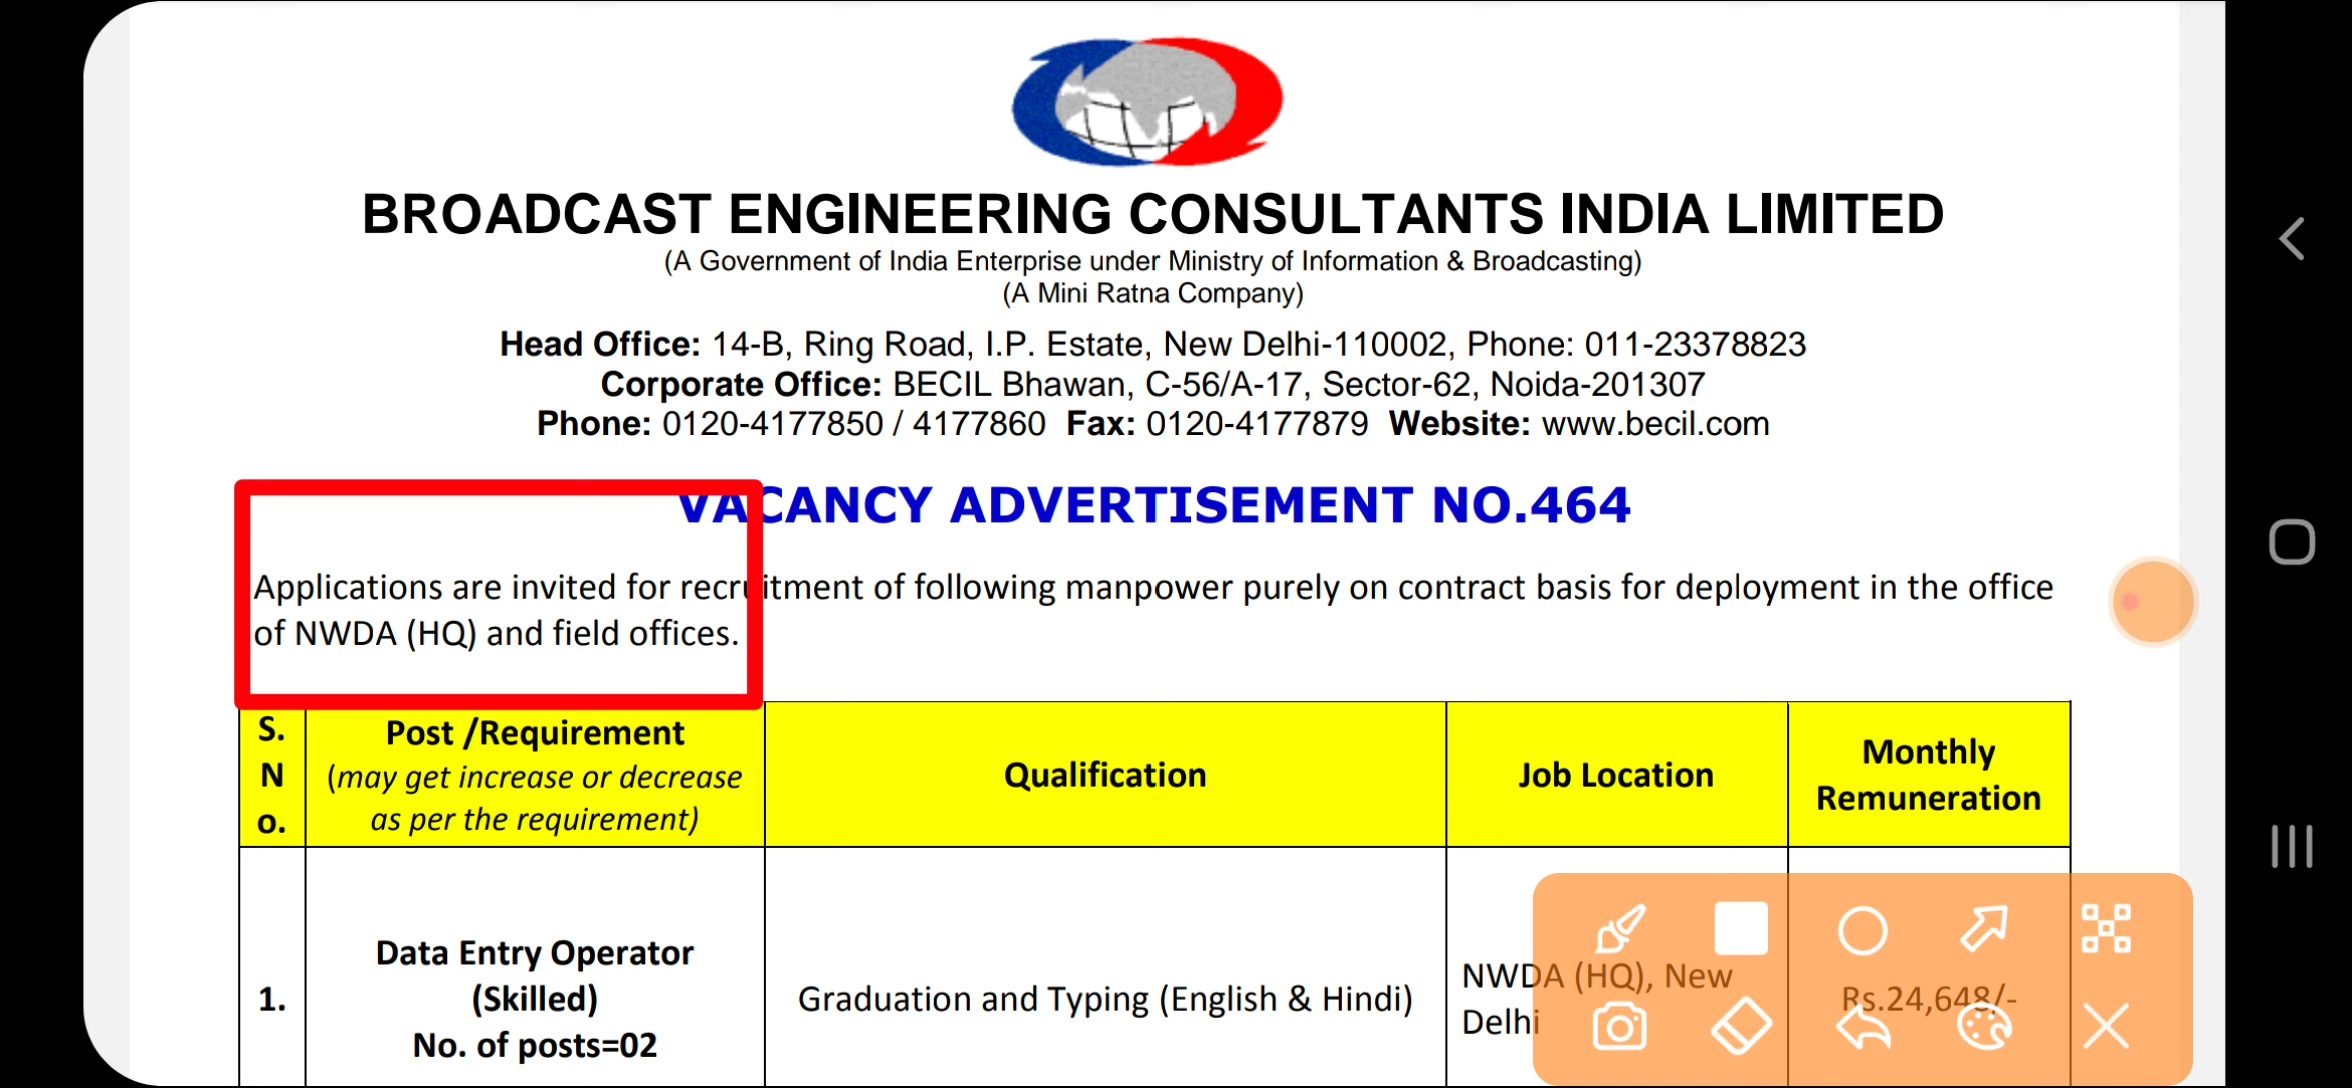 BROADCAST ENGINEERING CONSULTANTS INDIA LIMITED
(A Government of India Enterprise under Ministry of Information & Broadcasting)
(A Mini Ratna Company)
Head Office: 14-B, Ring Road, I.P. Estate, New Delhi-110002, Phone: 011-23378823
Corporate Office: BECIL Bhawan, C-56/A-17, Sector-62, Noida-201307
Phone: 0120-4177850 / 4177860 Fax: 0120-4177879 Website: www.becil.com
VACANCY ADVERTISEMENT NO.464
Applications are invited for recruitment of following manpower purely on contract basis for deployment in the office
of NWDA (HQ) and field offices.
S.
N
o.
Post /Requirement
(may get increase or decrease
as per the requirement)
Qualification
Job Location
Monthly
Remuneration
1.
Data Entry Operator
(Skilled)
No. of posts=02
Graduation and Typing (English & Hindi)
NWDA (HQ), New
Delhi
Rs.24,648/-